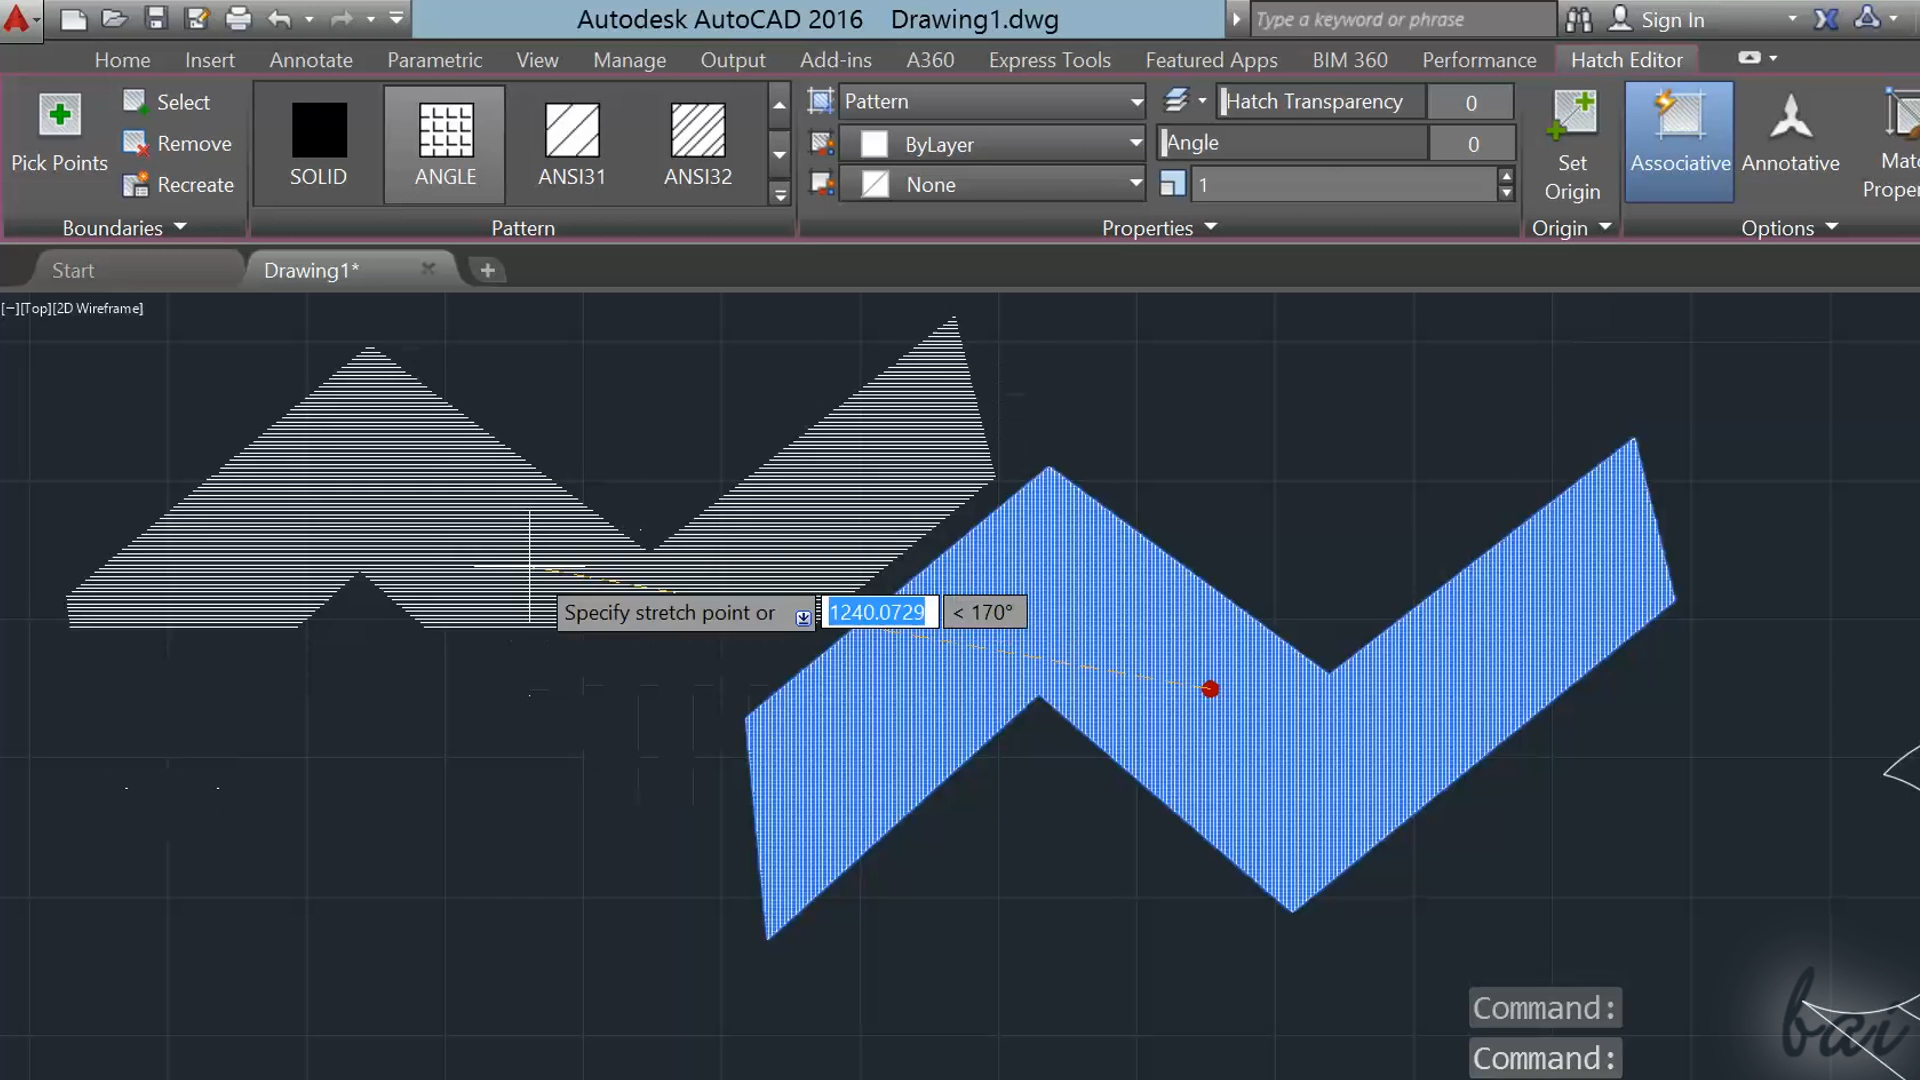 Autodesk AutoCAD 2016 Drawing1.dwg
Type a keyword or phrase
Sign In
Home Insert Annotate Parametric View Manage Output Add-ins A360 Express Tools Featured Apps BIM 360 Performance Hatch Editor
Pick Points
Select
Remove
Recreate
Boundaries
SOLID
ANGLE
ANSI31
ANSI32
Pattern
Pattern
ByLayer
None
Hatch Transparency 0
Angle 0
1
Properties
Set
Origin
Origin
Associative
Annotative
Matc
Proper
Options
Start
Drawing1*
[−][Top][2D Wireframe]
Specify stretch point or 1240.0729 < 170°
Command:
Command:
bai